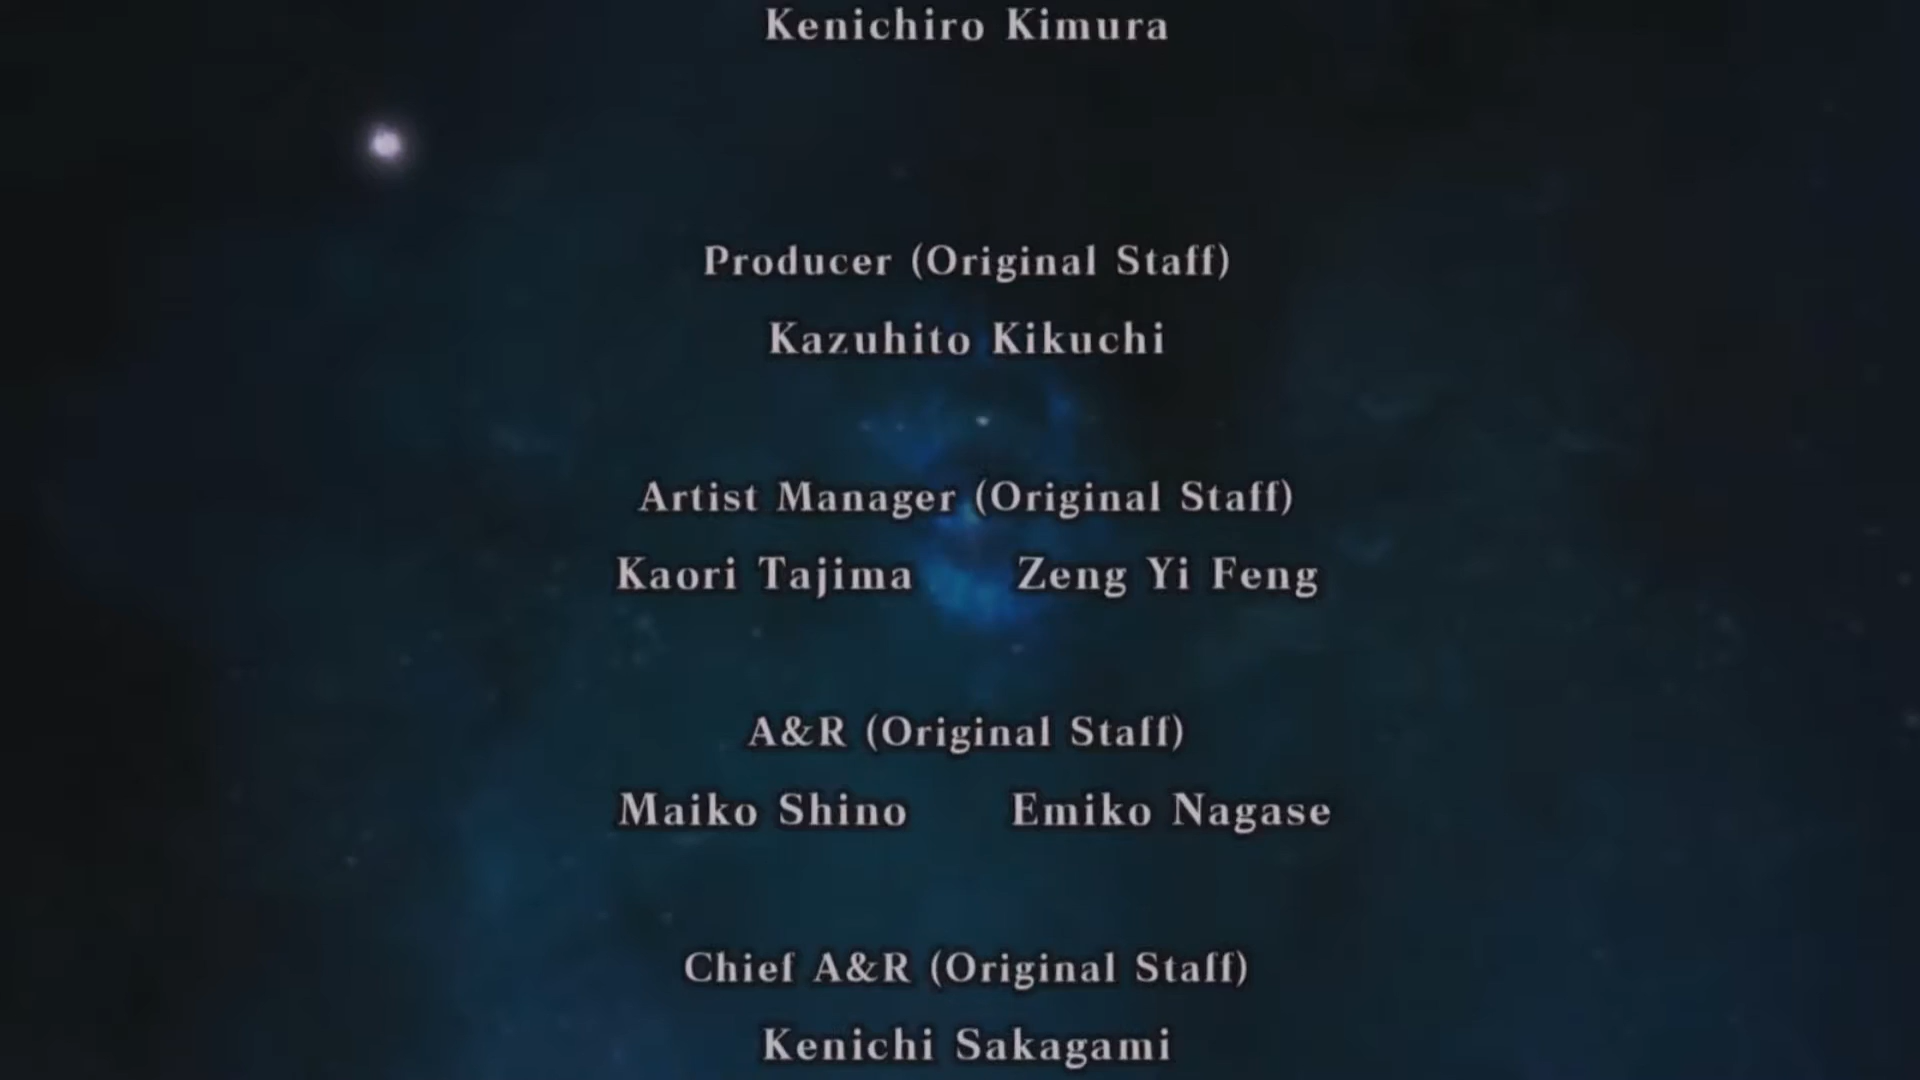 Kenichiro Kimura
Producer (Original Staff)
Kazuhito Kikuchi
Artist Manager (Original Staff)
Kaori Tajima Zeng Yi Feng
A&R (Original Staff)
Maiko Shino Emiko Nagase
Chief A&R (Original Staff)
Kenichi Sakagami